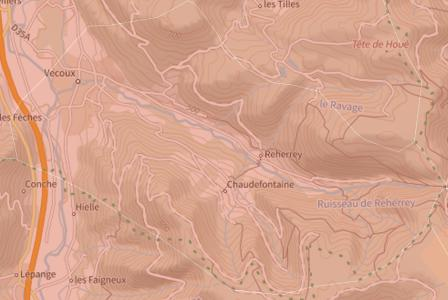 les Tilles
D35A
Tête de Houé
Vecoux
le Ravage
les Fèches
Reherrey
Conche
Chaudefontaine
Hielle
Ruisseau de Reherrey
Lépange
les Faigneux